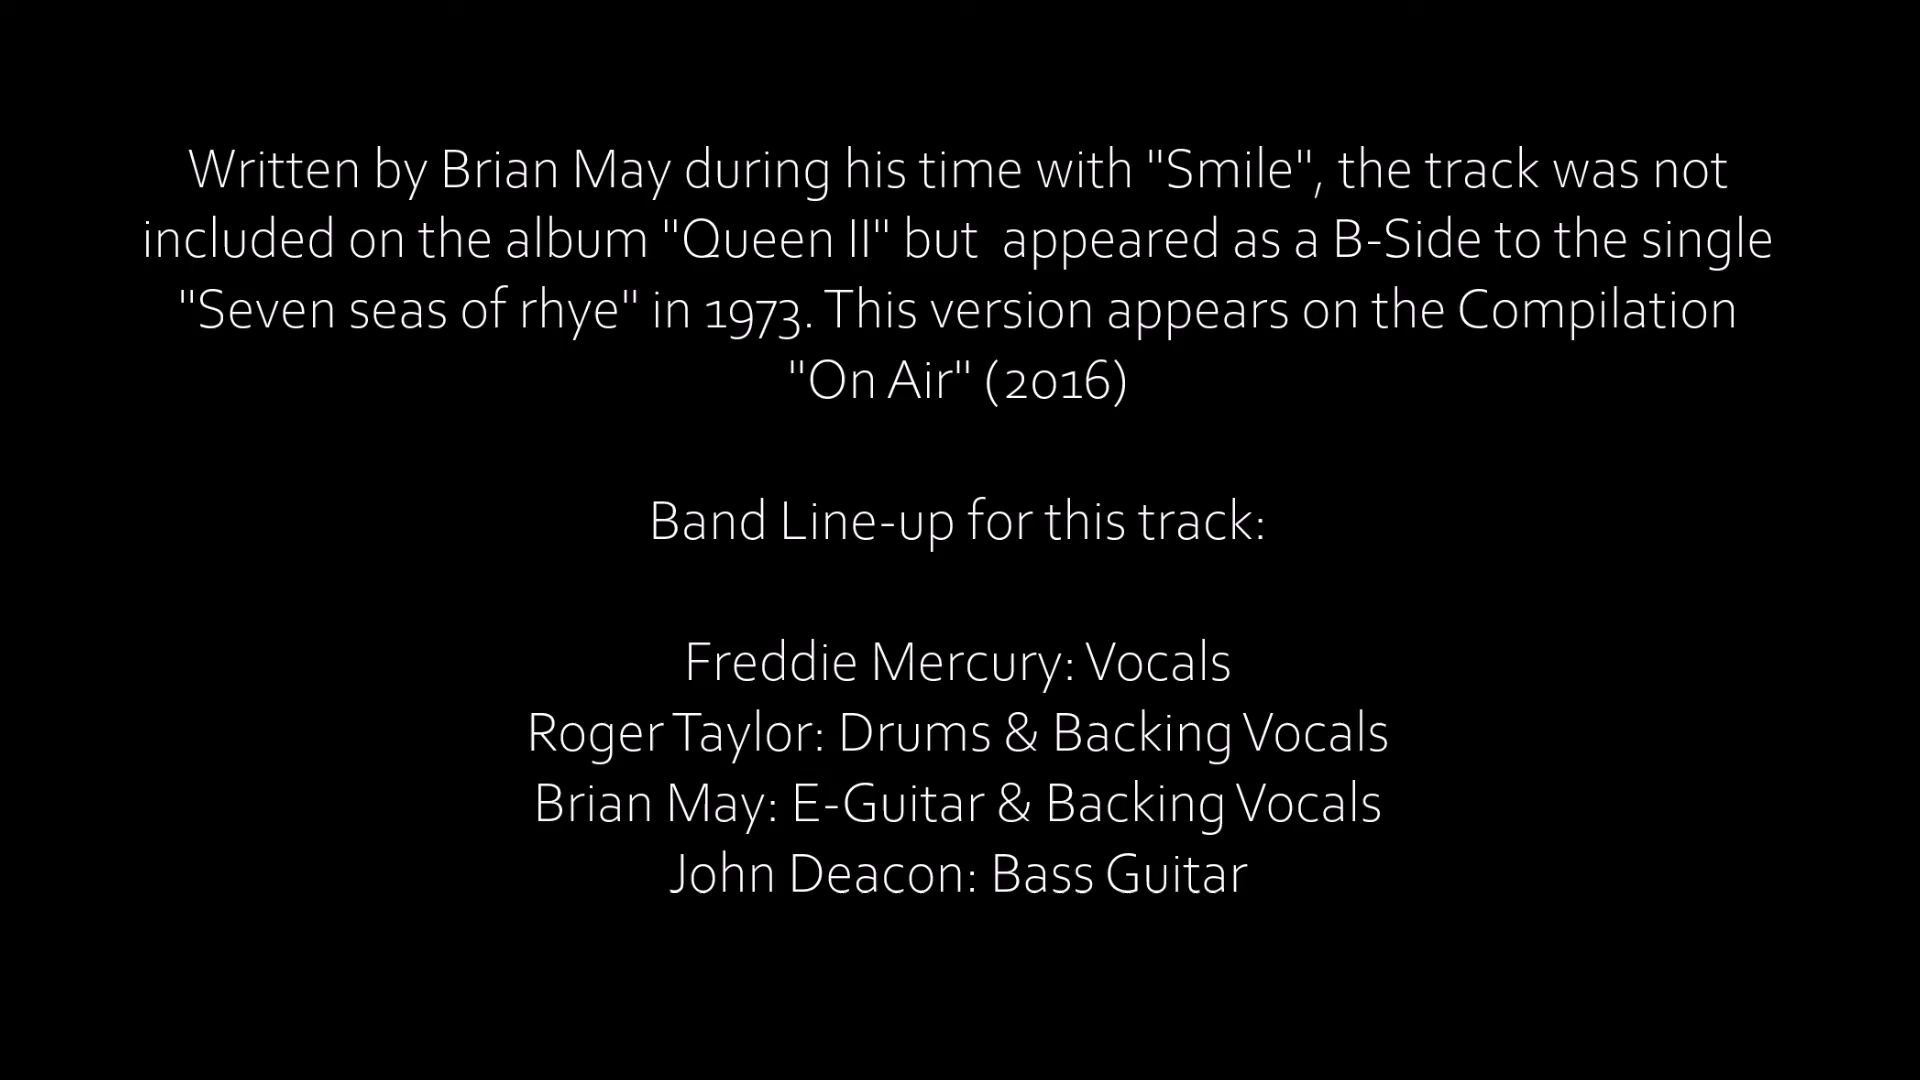 Written by Brian May during his time with "Smile", the track was not
included on the album "Queen II" but  appeared as a B-Side to the single
"Seven seas of rhye" in 1973. This version appears on the Compilation
"On Air" (2016)
Band Line-up for this track:
Freddie Mercury: Vocals
Roger Taylor: Drums & Backing Vocals
Brian May: E-Guitar & Backing Vocals
John Deacon: Bass Guitar